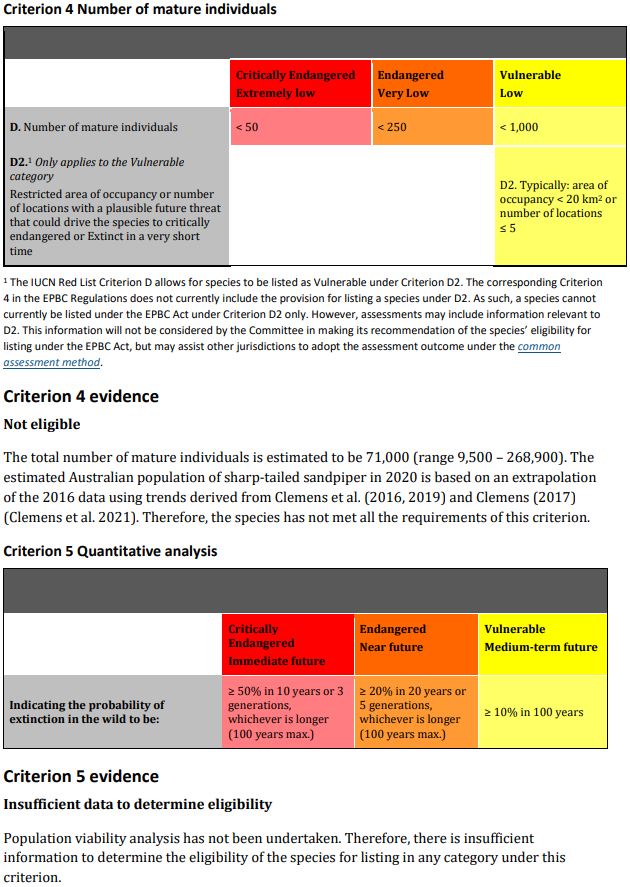 Criterion 4 Number of mature individuals
Critically Endangered
Extremely low
Endangered
Very Low
Vulnerable
Low
D. Number of mature individuals
< 50
< 250
< 1,000
D2.¹ Only applies to the Vulnerable
category
Restricted area of occupancy or number
of locations with a plausible future threat
that could drive the species to critically
endangered or Extinct in a very short
time
D2. Typically: area of
occupancy < 20 km² or
number of locations
≤ 5
¹ The IUCN Red List Criterion D allows for species to be listed as Vulnerable under Criterion D2. The corresponding Criterion
4 in the EPBC Regulations does not currently include the provision for listing a species under D2. As such, a species cannot
currently be listed under the EPBC Act under Criterion D2 only. However, assessments may include information relevant to
D2. This information will not be considered by the Committee in making its recommendation of the species' eligibility for
listing under the EPBC Act, but may assist other jurisdictions to adopt the assessment outcome under the common
assessment method.
Criterion 4 evidence
Not eligible
The total number of mature individuals is estimated to be 71,000 (range 9,500 – 268,900). The
estimated Australian population of sharp-tailed sandpiper in 2020 is based on an extrapolation
of the 2016 data using trends derived from Clemens et al. (2016, 2019) and Clemens (2017)
(Clemens et al. 2021). Therefore, the species has not met all the requirements of this criterion.
Criterion 5 Quantitative analysis
Critically
Endangered
Immediate future
Endangered
Near future
Vulnerable
Medium-term future
Indicating the probability of
extinction in the wild to be:
≥ 50% in 10 years or 3
generations,
whichever is longer
(100 years max.)
≥ 20% in 20 years or
5 generations,
whichever is longer
(100 years max.)
≥ 10% in 100 years
Criterion 5 evidence
Insufficient data to determine eligibility
Population viability analysis has not been undertaken. Therefore, there is insufficient
information to determine the eligibility of the species for listing in any category under this
criterion.